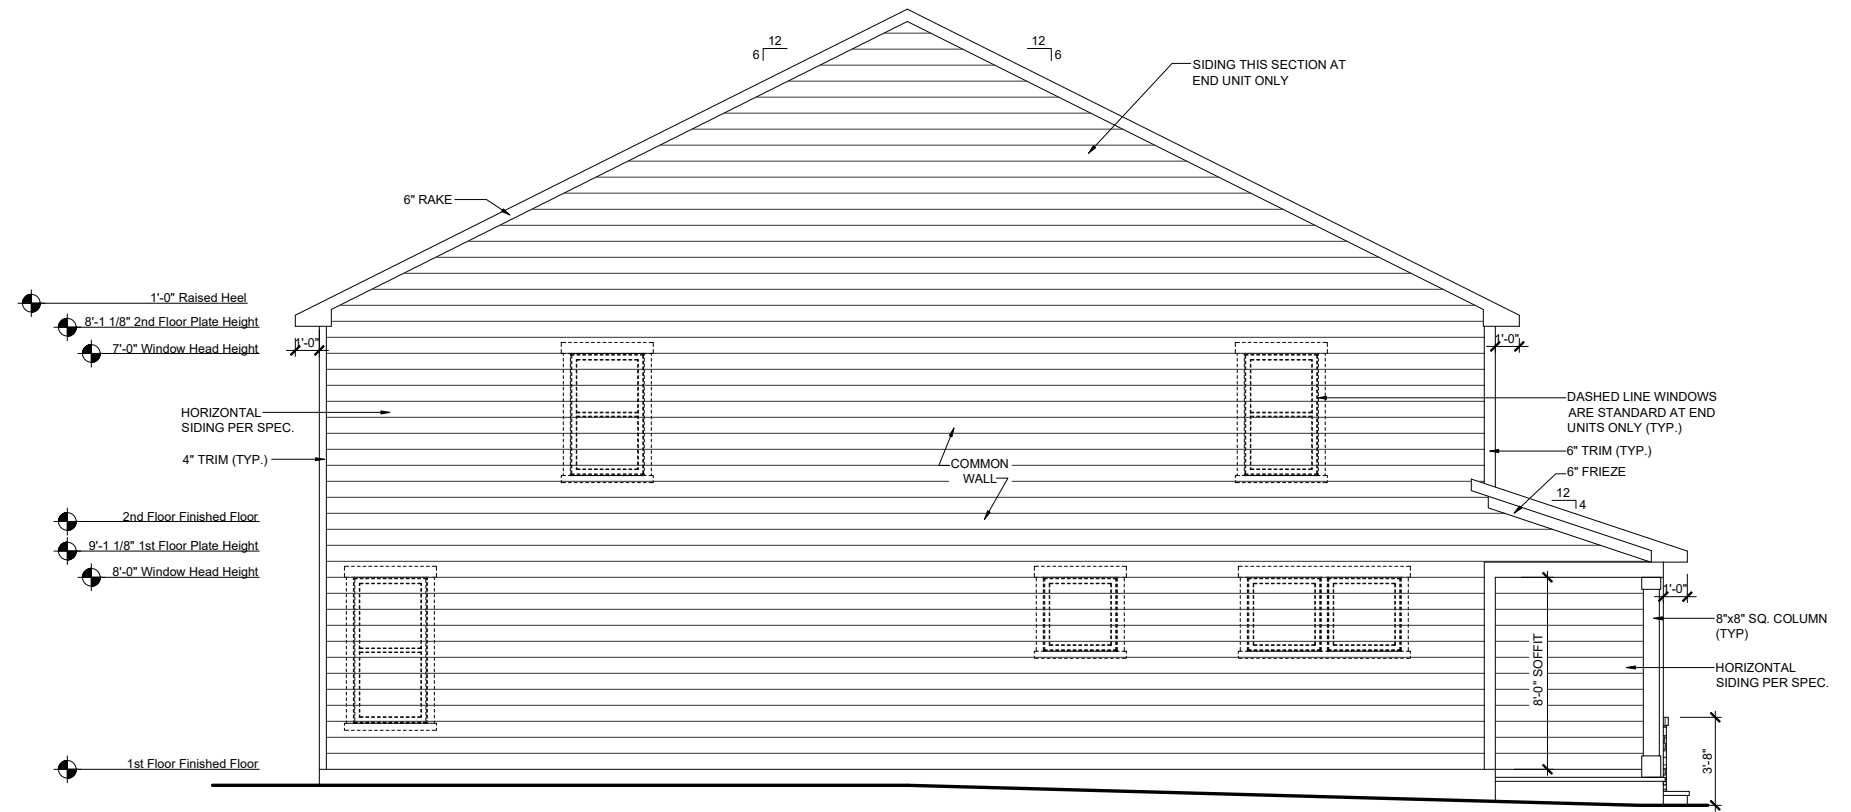 12
6
12
6
SIDING THIS SECTION AT
END UNIT ONLY
6" RAKE
1'-0" Raised Heel
8'-1 1/8" 2nd Floor Plate Height
7'-0" Window Head Height
1'-0"
1'-0"
HORIZONTAL
SIDING PER SPEC.
4" TRIM (TYP.)
DASHED LINE WINDOWS
ARE STANDARD AT END
UNITS ONLY (TYP.)
6" TRIM (TYP.)
6" FRIEZE
COMMON
WALL
12
4
2nd Floor Finished Floor
9'-1 1/8" 1st Floor Plate Height
8'-0" Window Head Height
1'-0"
8"x8" SQ. COLUMN
(TYP)
8'-0" SOFFIT
HORIZONTAL
SIDING PER SPEC.
3'-8"
1st Floor Finished Floor